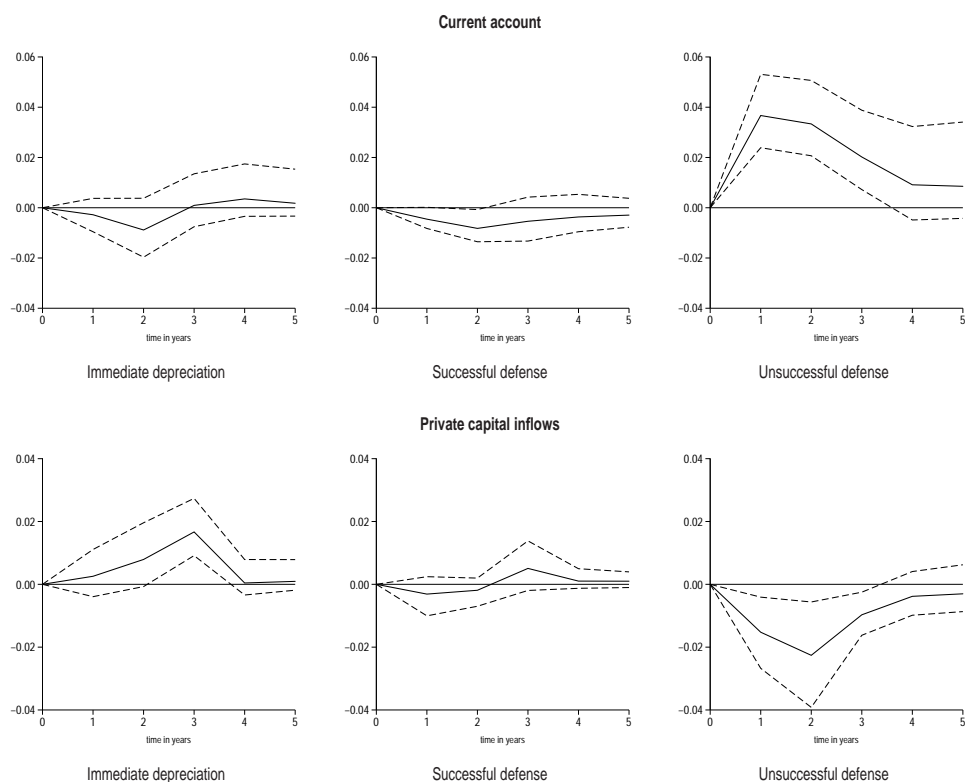 Current account
0.06 0.06 0.06
0.04 0.04 0.04
0.02 0.02 0.02
0.00 0.00 0.00
–0.02 –0.02 –0.02
–0.04 –0.04 –0.04
0 1 2 3 4 5 0 1 2 3 4 5 0 1 2 3 4 5
time in years time in years time in years
Immediate depreciation Successful defense Unsuccessful defense
Private capital inflows
0.04 0.04 0.04
0.02 0.02 0.02
0.00 0.00 0.00
–0.02 –0.02 –0.02
–0.04 –0.04 –0.04
0 1 2 3 4 5 0 1 2 3 4 5 0 1 2 3 4 5
time in years time in years time in years
Immediate depreciation Successful defense Unsuccessful defense